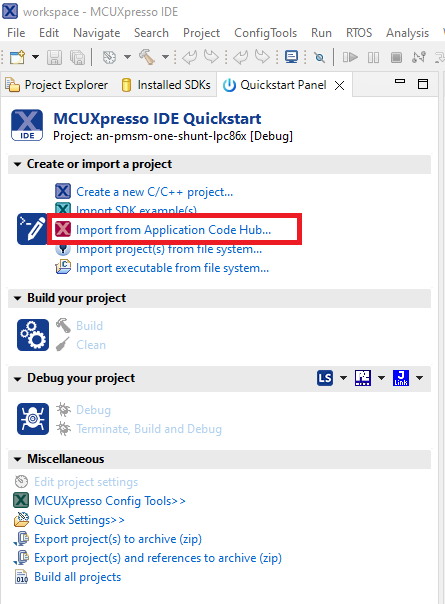 workspace - MCUXpresso IDE
File Edit Navigate Search Project ConfigTools Run RTOS Analysis
Project Explorer Installed SDKs Quickstart Panel
IDE MCUXpresso IDE Quickstart
Project: an-pmsm-one-shunt-lpc86x [Debug]
Create or import a project
Create a new C/C++ project...
Import SDK example(s)
Import from Application Code Hub...
Import project(s) from file system...
Import executable from file system...
Build your project
Build
Clean
Debug your project LS J Link
Debug
Terminate, Build and Debug
Miscellaneous
Edit project settings
MCUXpresso Config Tools>>
Quick Settings>>
Export project(s) to archive (zip)
Export project(s) and references to archive (zip)
010 Build all projects